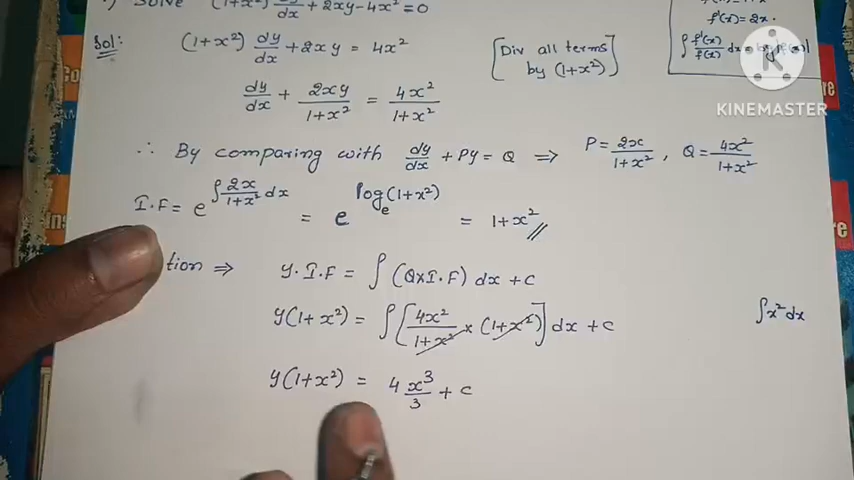 Solve (1+x²) dy/dx + 2xy - 4x² = 0
Sol: (1+x²) dy/dx + 2xy = 4x² [Div all terms by (1+x²)]
f'(x) = 2x.
∫ f'(x)/f(x) dx =
KINEMASTER
dy/dx + 2xy/1+x² = 4x²/1+x²
∴ By comparing with dy/dx + Py = Q ⇒ P = 2x/1+x², Q = 4x²/1+x²
I.F = e^∫ 2x/1+x² dx = e^log_e(1+x²) = 1+x² //
tion ⇒ y. I.F = ∫ (Q×I.F) dx + c
y(1+x²) = ∫ [4x²/1+x² × (1+x²)] dx + c
∫x² dx
y(1+x²) = 4 x³/3 + c